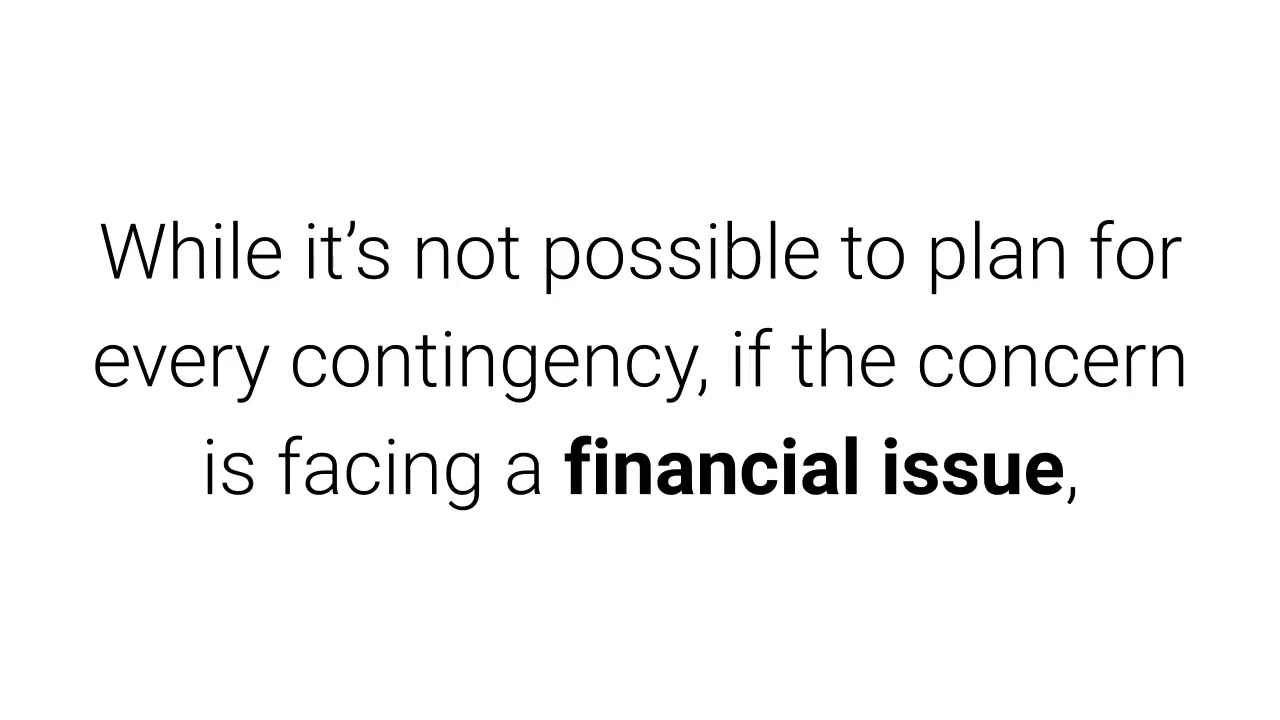 While it’s not possible to plan for
every contingency, if the concern
is facing a financial issue,